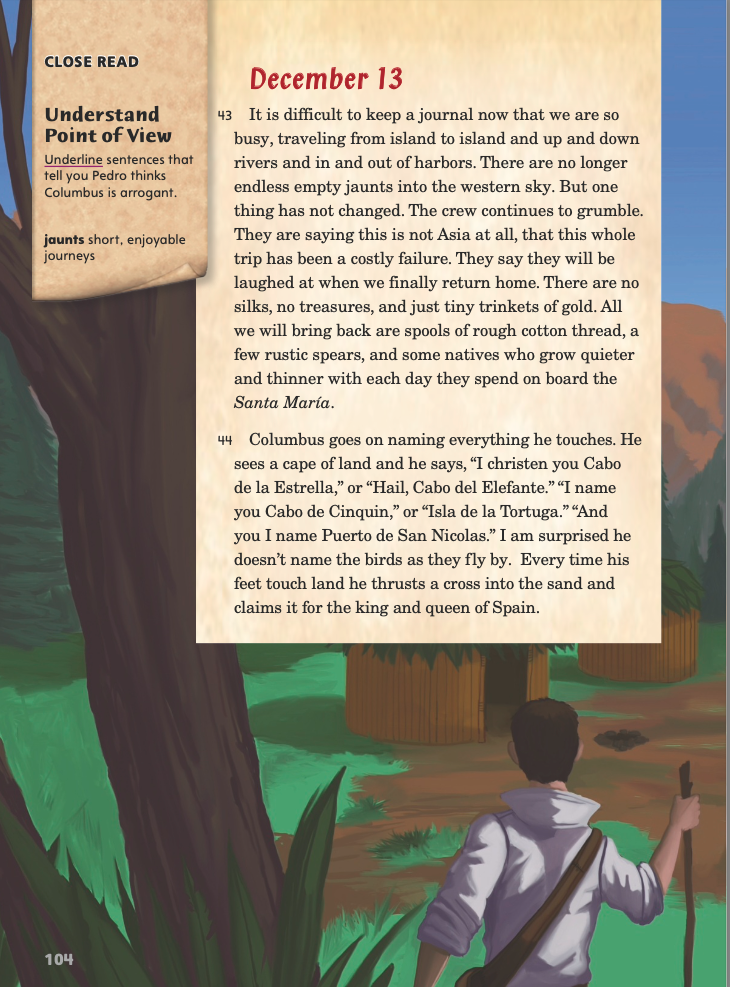 CLOSE READ
Understand
Point of View
Underline sentences that
tell you Pedro thinks
Columbus is arrogant.
jaunts short, enjoyable
journeys
December 13
43 It is difficult to keep a journal now that we are so
busy, traveling from island to island and up and down
rivers and in and out of harbors. There are no longer
endless empty jaunts into the western sky. But one
thing has not changed. The crew continues to grumble.
They are saying this is not Asia at all, that this whole
trip has been a costly failure. They say they will be
laughed at when we finally return home. There are no
silks, no treasures, and just tiny trinkets of gold. All
we will bring back are spools of rough cotton thread, a
few rustic spears, and some natives who grow quieter
and thinner with each day they spend on board the
Santa María.
44 Columbus goes on naming everything he touches. He
sees a cape of land and he says, “I christen you Cabo
de la Estrella,” or “Hail, Cabo del Elefante.” “I name
you Cabo de Cinquin,” or “Isla de la Tortuga.” “And
you I name Puerto de San Nicolas.” I am surprised he
doesn’t name the birds as they fly by. Every time his
feet touch land he thrusts a cross into the sand and
claims it for the king and queen of Spain.
104